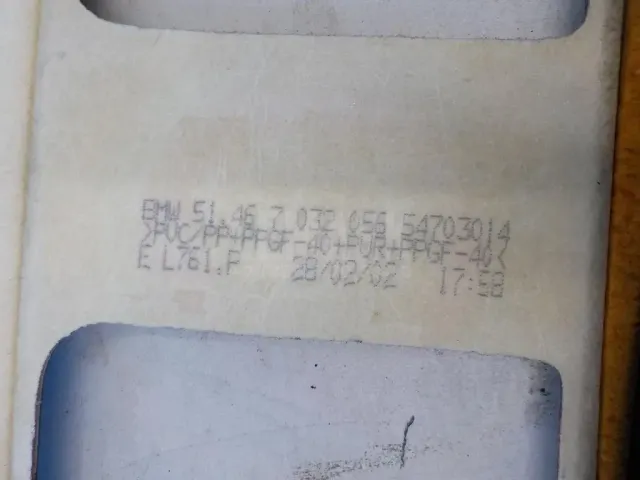 BMW 51.46 7 032 056 54703014
>PVC/PP+PPGF-40+PUR+PPGF-40<
E L761.P 28/02/02 17:58